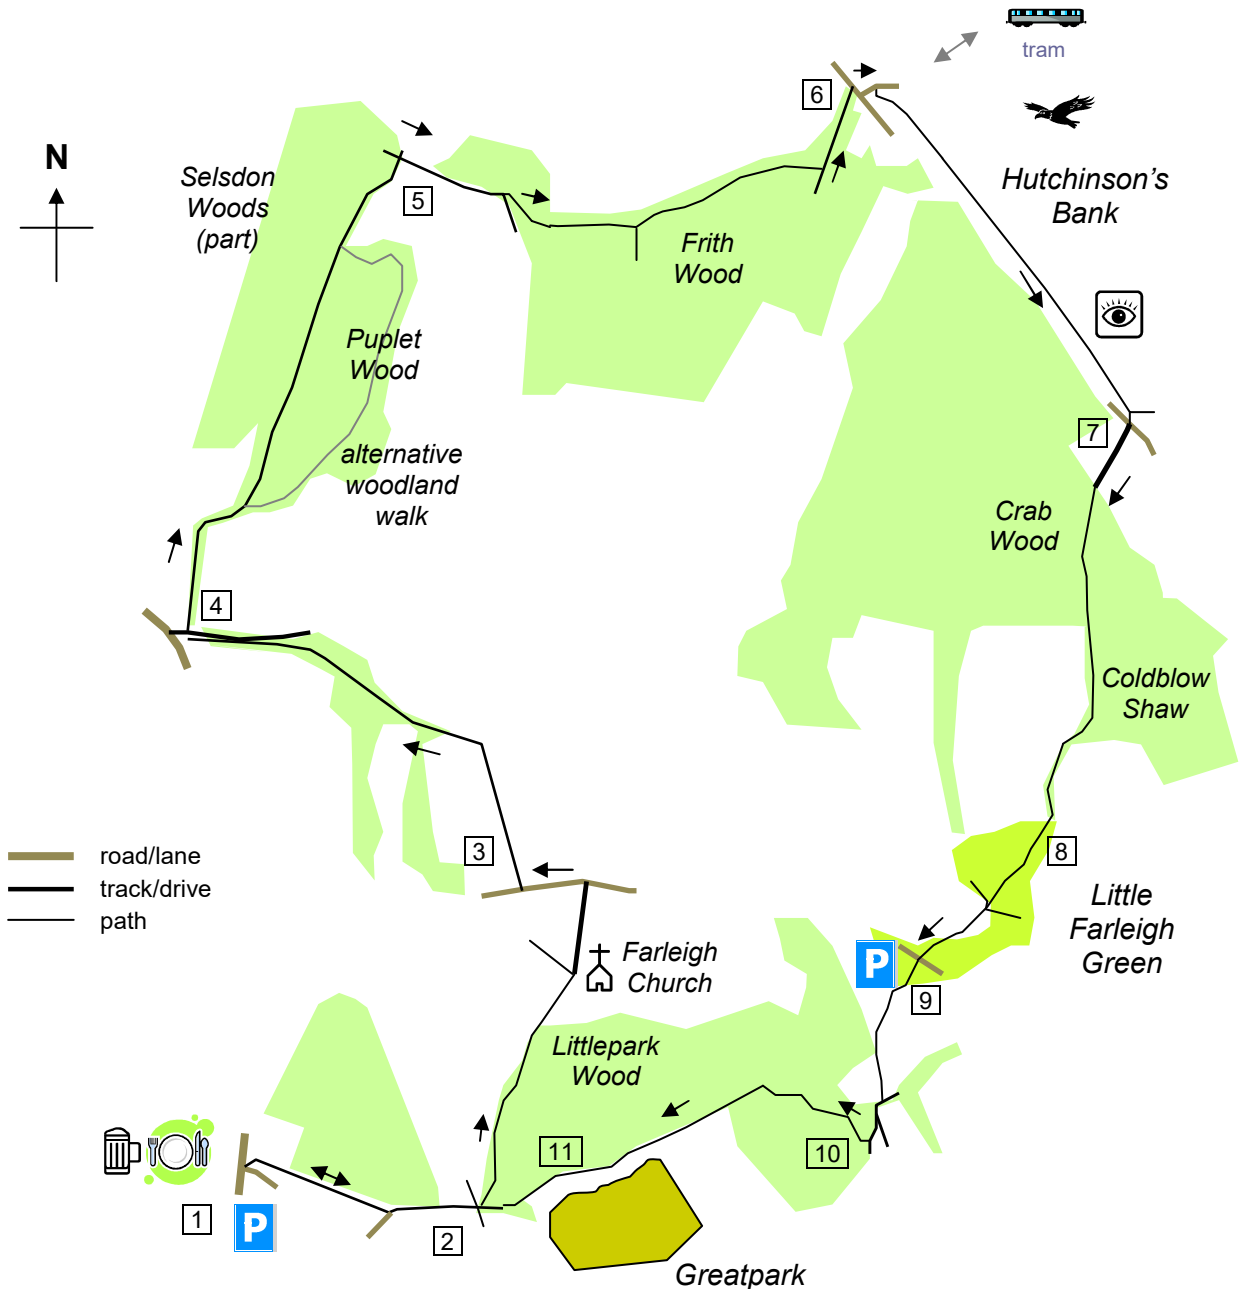 tram
6
N
Hutchinson's
Bank
Selsdon
Woods
(part)
5
Frith
Wood
Puplet
Wood
7
alternative
woodland
walk
Crab
Wood
4
Coldblow
Shaw
3
8
road/lane
track/drive
path
Little
Farleigh
Green
Farleigh
Church
P
9
Littlepark
Wood
11
10
1
P
2
Greatpark